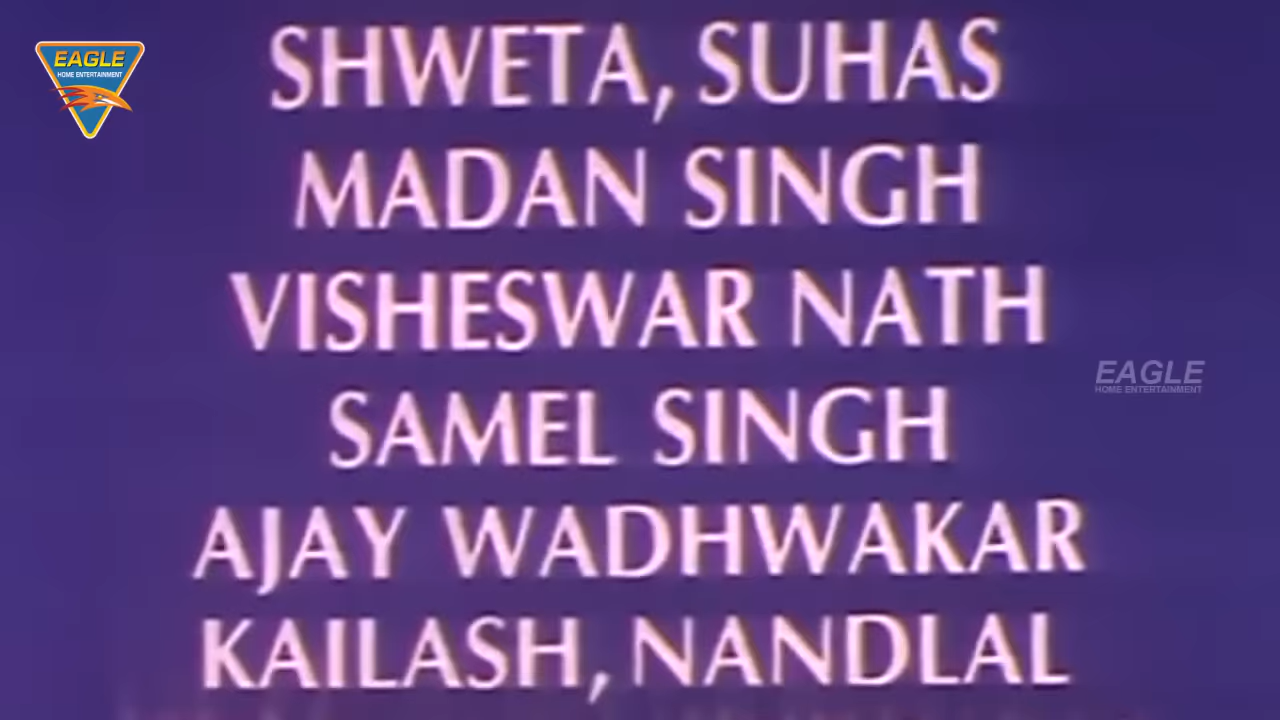 EAGLE
HOME ENTERTAINMENT
SHWETA, SUHAS
MADAN SINGH
VISHESWAR NATH
SAMEL SINGH
AJAY WADHWAKAR
KAILASH, NANDLAL
EAGLE
HOME ENTERTAINMENT